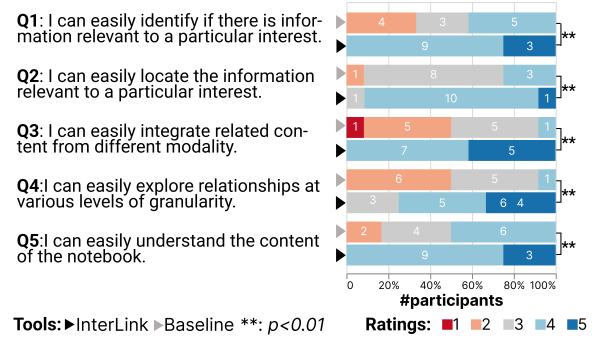 Q1: I can easily identify if there is infor-
mation relevant to a particular interest.
4 3 5
9 3
**
Q2: I can easily locate the information
relevant to a particular interest.
1 8 3
1 10 1
**
Q3: I can easily integrate related con-
tent from different modality.
1 5 5 1
7 5
**
Q4:I can easily explore relationships at
various levels of granularity.
6 5 1
3 5 6 4
**
Q5:I can easily understand the content
of the notebook.
2 4 6
9 3
**
0 20% 40% 60% 80% 100%
#participants
Tools: InterLink Baseline **: p<0.01
Ratings: 1 2 3 4 5